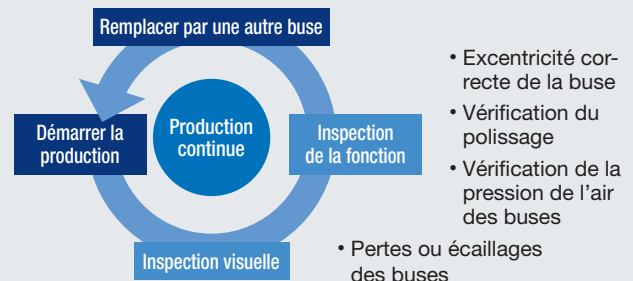 Remplacer par une autre buse
Démarrer la
production
Production
continue
Inspection
de la fonction
Inspection visuelle
• Excentricité cor-
recte de la buse
• Vérification du
polissage
• Vérification de la
pression de l'air
des buses
• Pertes ou écaillages
des buses